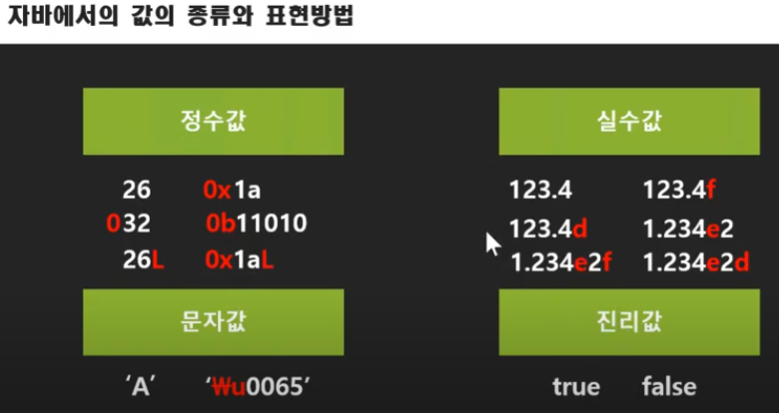 자바에서의 값의 종류와 표현방법
정수값 실수값
26 0x1a 123.4 123.4f
032 0b11010 123.4d 1.234e2
26L 0x1aL 1.234e2f 1.234e2d
문자값 진리값
‘A’ ‘₩u0065’ true false